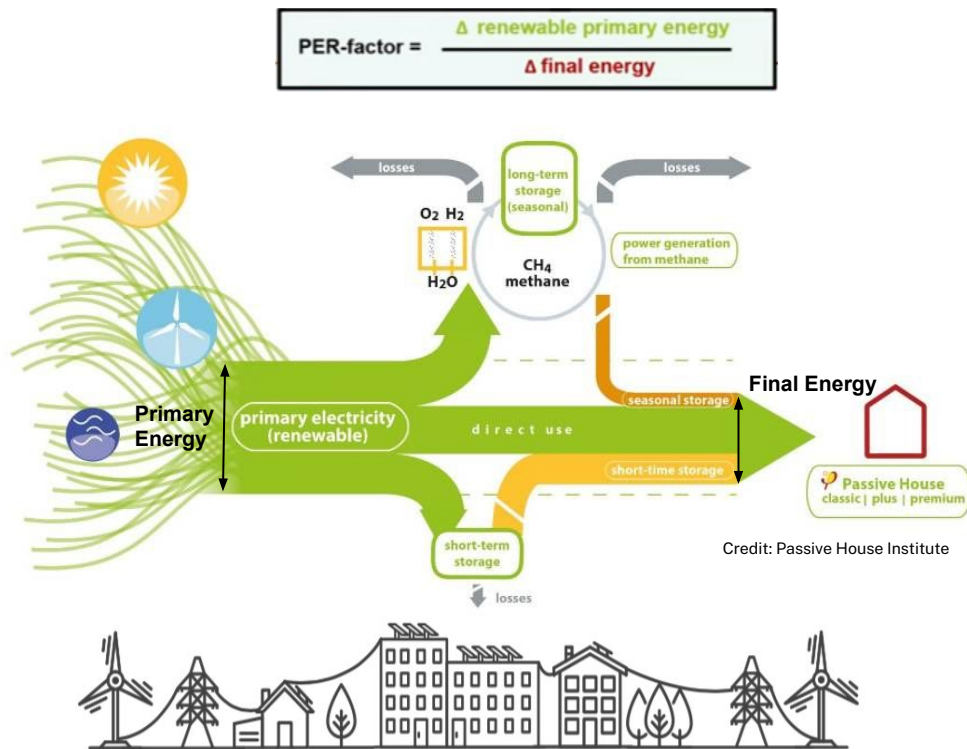 PER-factor =
Δ renewable primary energy
Δ final energy
losses
long-term
storage
(seasonal)
losses
O2 H2
H2O
CH4
methane
power generation
from methane
Primary
Energy
primary electricity
(renewable)
direct use
seasonal storage
short-time storage
Final Energy
Passive House
classic | plus | premium
short-term
storage
losses
Credit: Passive House Institute